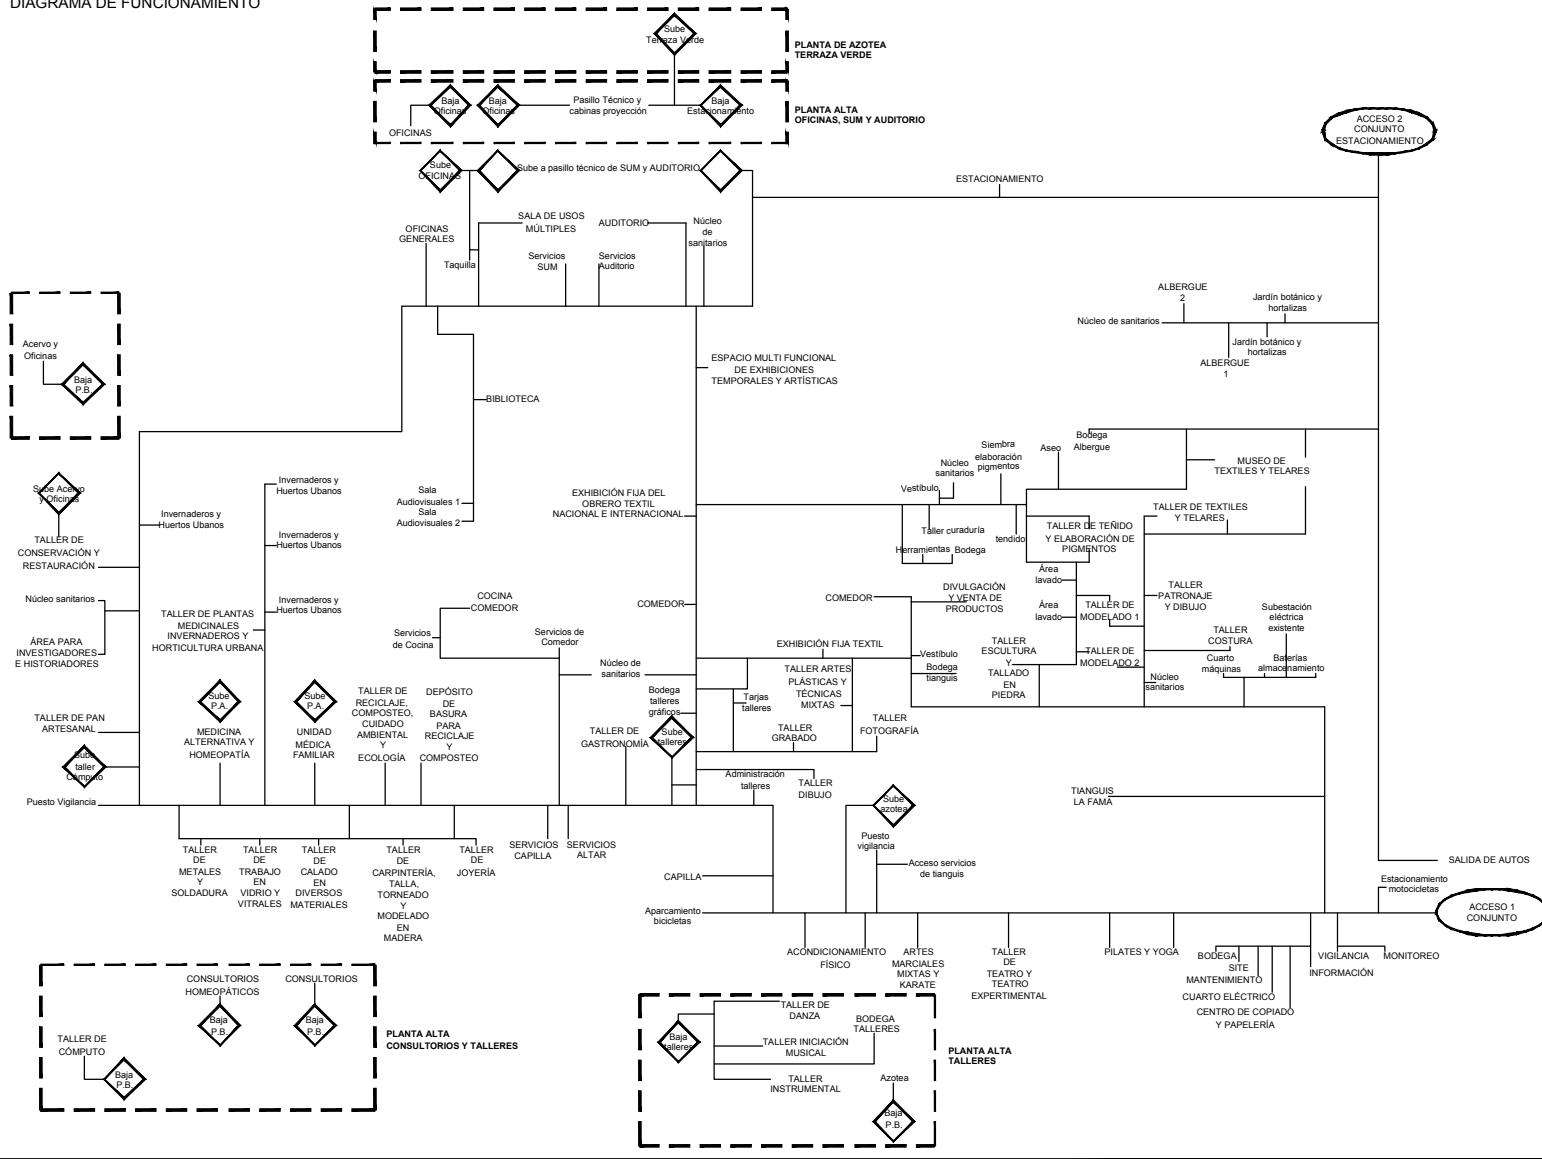 DIAGRAMA DE FUNCIONAMIENTO
Sube
Terraza Verde
PLANTA DE AZOTEA
TERRAZA VERDE
Baja
Oficinas
Baja
Oficinas
Pasillo Técnico y
cabinas proyección
Baja
Estacionamiento
OFICINAS
PLANTA ALTA
OFICINAS, SUM Y AUDITORIO
ACCESO 2
CONJUNTO
ESTACIONAMIENTO
Sube
OFICINAS
Sube a pasillo técnico de SUM y AUDITORIO
ESTACIONAMIENTO
OFICINAS
GENERALES
SALA DE USOS
MÚLTIPLES
AUDITORIO
Núcleo
de
sanitarios
Taquilla
Servicios
SUM
Servicios
Auditorio
ALBERGUE
2
Jardín botánico y
hortalizas
Núcleo de sanitarios
Jardín botánico y
hortalizas
ALBERGUE
1
Acervo y
Oficinas
Baja
P.B.
ESPACIO MULTI FUNCIONAL
DE EXHIBICIONES
TEMPORALES Y ARTÍSTICAS
BIBLIOTECA
Sala
Audiovisuales 1
Sala
Audiovisuales 2
EXHIBICIÓN FIJA DEL
OBRERO TEXTIL
NACIONAL E INTERNACIONAL
Siembra
elaboración
pigmentos
Núcleo
sanitarios
Vestíbulo
Aseo
Bodega
Albergue
MUSEO DE
TEXTILES Y TELARES
Taller curaduría
tendido
Herramientas
Bodega
TALLER DE TEÑIDO
Y ELABORACIÓN DE
PIGMENTOS
TALLER DE TEXTILES
Y TELARES
Sube Acervo
y Oficinas
TALLER DE
CONSERVACIÓN Y
RESTAURACIÓN
Invernaderos y
Huertos Urbanos
Invernaderos y
Huertos Urbanos
Invernaderos y
Huertos Urbanos
Invernaderos y
Huertos Urbanos
Núcleo sanitarios
ÁREA PARA
INVESTIGADORES
E HISTORIADORES
TALLER DE PLANTAS
MEDICINALES
INVERNADEROS Y
HORTICULTURA URBANA
COCINA
COMEDOR
Servicios
de Cocina
Servicios de
Comedor
COMEDOR
Núcleo de
sanitarios
COMEDOR
DIVULGACIÓN
Y VENTA DE
PRODUCTOS
Área
lavado
Área
lavado
TALLER DE
MODELADO 1
TALLER DE
MODELADO 2
TALLER
PATRONAJE
Y DIBUJO
TALLER
COSTURA
Subestación
eléctrica
existente
Cuarto
máquinas
Baterías
almacenamiento
Núcleo
sanitarios
EXHIBICIÓN FIJA TEXTIL
Vestíbulo
Bodega
tianguis
TALLER
ESCULTURA
Y
TALLADO
EN
PIEDRA
TALLER ARTES
PLÁSTICAS Y
TÉCNICAS
MIXTAS
Bodega
talleres
gráficos
Tarjas
talleres
TALLER
GRABADO
TALLER
FOTOGRAFÍA
TALLER DE PAN
ARTESANAL
Sube
taller
Cómputo
Puesto Vigilancia
Sube
P.A.
MEDICINA
ALTERNATIVA Y
HOMEOPATÍA
Sube
P.A.
UNIDAD
MÉDICA
FAMILIAR
TALLER DE
RECICLAJE,
COMPOSTEO,
CUIDADO
AMBIENTAL
Y
ECOLOGÍA
DEPÓSITO
DE
BASURA
PARA
RECICLAJE
Y
COMPOSTEO
TALLER DE
GASTRONOMÍA
Sube
talleres
Administración
talleres
TALLER
DIBUJO
Sube
azotea
TIANGUIS
LA FAMA
TALLER
DE
METALES
Y
SOLDADURA
TALLER
DE
TRABAJO
EN
VIDRIO Y
VITRALES
TALLER
DE
CALADO
EN
DIVERSOS
MATERIALES
TALLER
DE
CARPINTERÍA,
TALLA,
TORNEADO
Y
MODELADO
EN
MADERA
TALLER
DE
JOYERÍA
SERVICIOS
CAPILLA
SERVICIOS
ALTAR
CAPILLA
Puesto
vigilancia
Acceso servicios
de tianguis
Aparcamiento
bicicletas
SALIDA DE AUTOS
Estacionamiento
motocicletas
ACCESO 1
CONJUNTO
ACONDICIONAMIENTO
FÍSICO
ARTES
MARCIALES
MIXTAS Y
KARATE
TALLER
DE
TEATRO Y
TEATRO
EXPERTIMENTAL
PILATES Y YOGA
BODEGA
SITE
MANTENIMIENTO
CUARTO ELÉCTRICO
CENTRO DE COPIADO
Y PAPELERÍA
VIGILANCIA
INFORMACIÓN
MONITOREO
CONSULTORIOS
HOMEOPÁTICOS
Baja
P.B.
CONSULTORIOS
Baja
P.B.
TALLER DE
CÓMPUTO
Baja
P.B.
PLANTA ALTA
CONSULTORIOS Y TALLERES
Baja
talleres
TALLER DE
DANZA
BODEGA
TALLERES
TALLER INICIACIÓN
MUSICAL
TALLER
INSTRUMENTAL
Azotea
Baja
P.B.
PLANTA ALTA
TALLERES